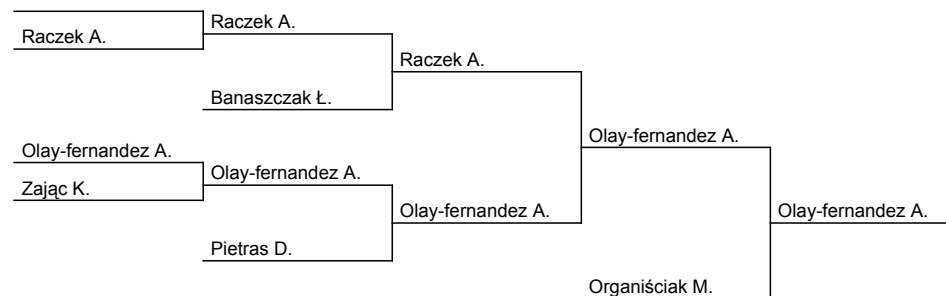 Raczek A.
Raczek A.
Raczek A.
Banaszczak Ł.
Olay-fernandez A.
Olay-fernandez A.
Olay-fernandez A.
Zając K.
Olay-fernandez A.
Olay-fernandez A.
Pietras D.
Organiściak M.